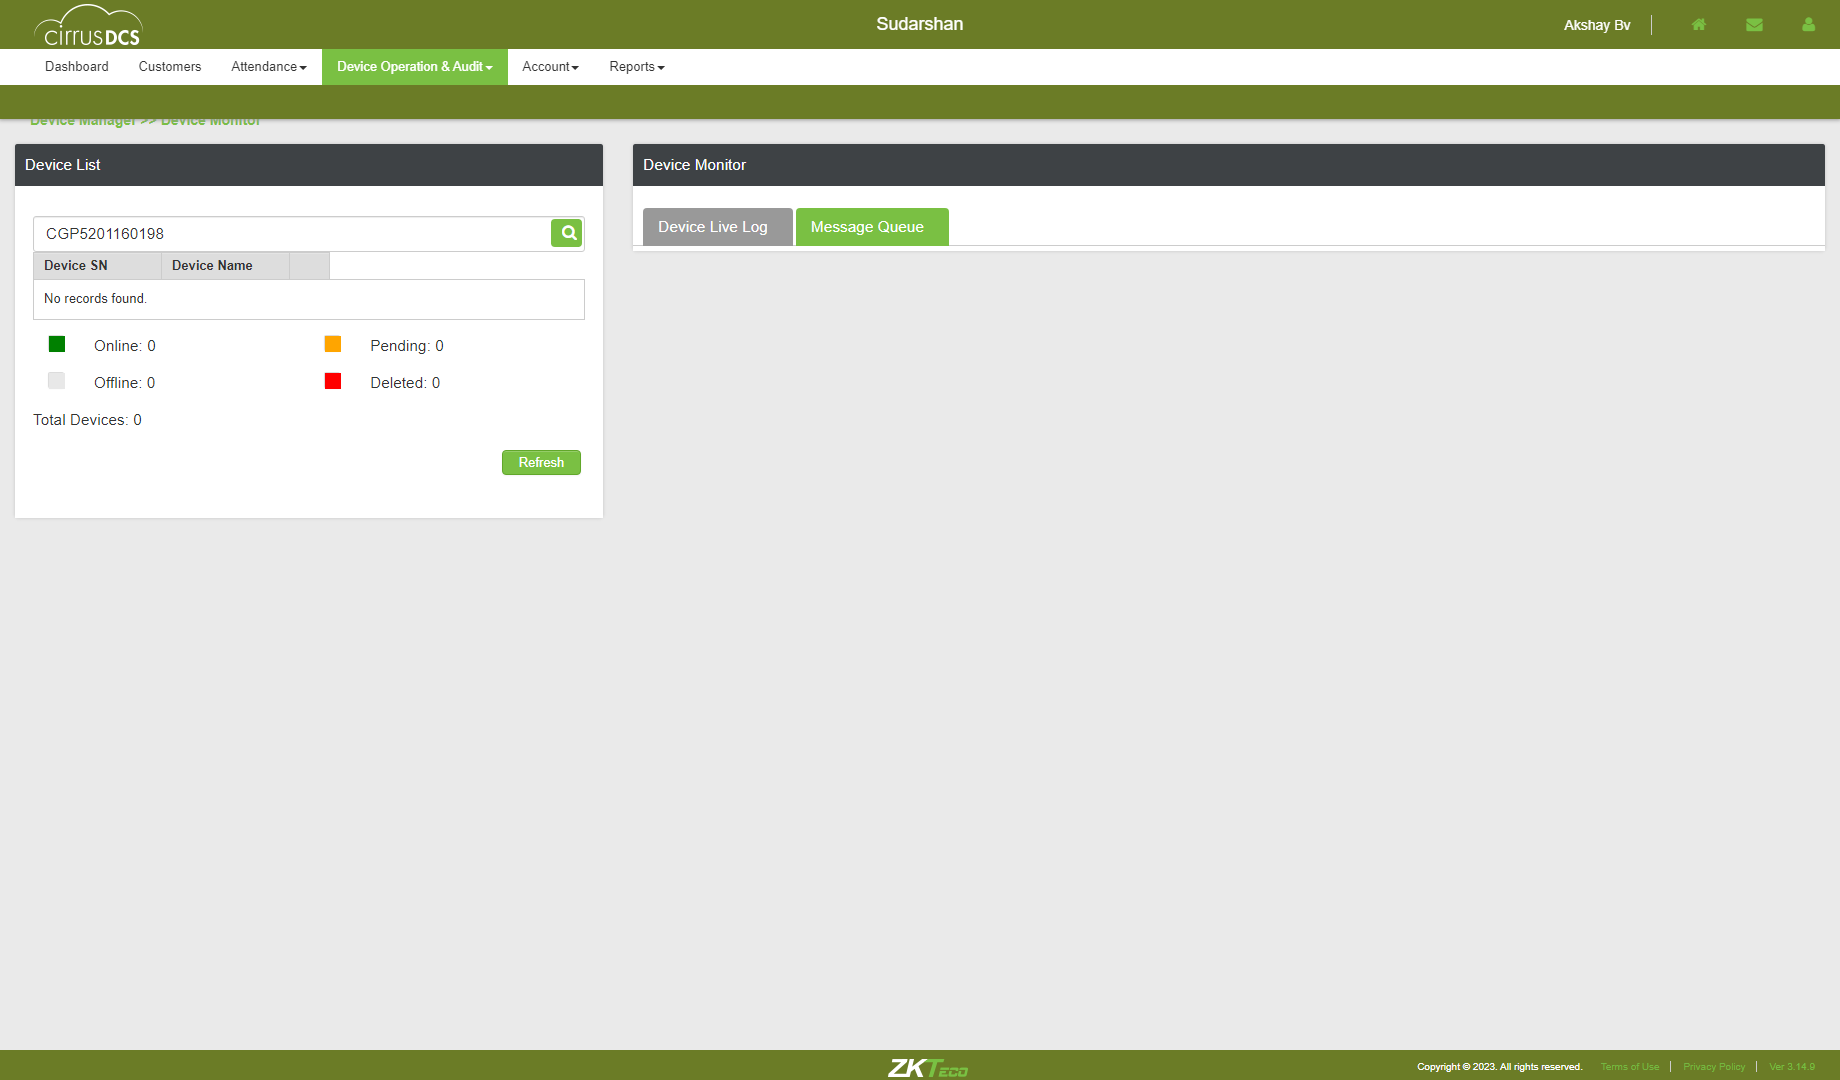 cirrusDCS
Sudarshan
Akshay Bv
Dashboard Customers Attendance Device Operation & Audit Account Reports
Device Manager >> Device Monitor
Device List
Device Monitor
CGP5201160198
Device Live Log Message Queue
Device SN Device Name
No records found.
Online: 0 Pending: 0
Offline: 0 Deleted: 0
Total Devices: 0
Refresh
ZKTECO
Copyright © 2023. All rights reserved. Terms of Use | Privacy Policy | Ver 3.14.9